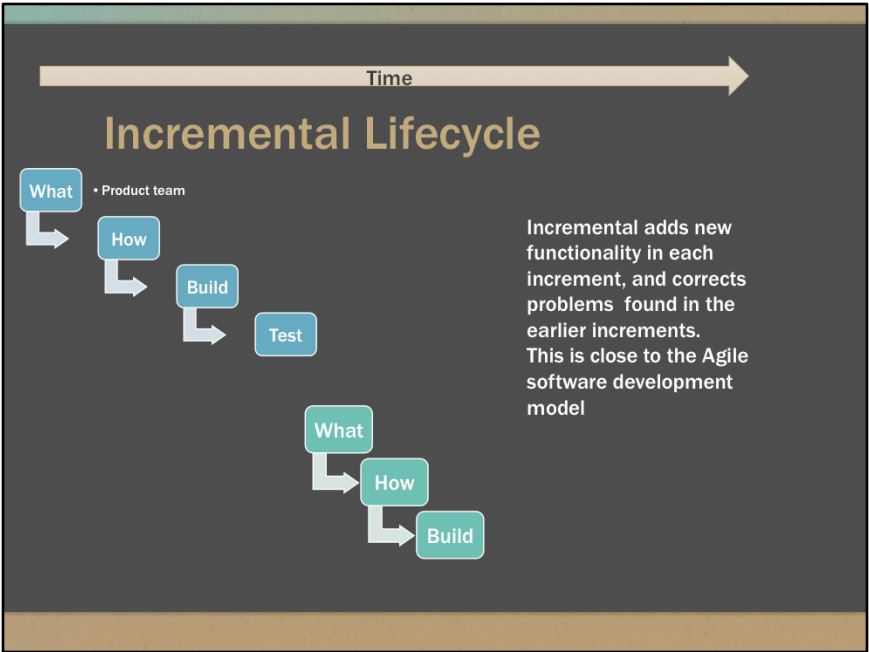 Time
Incremental Lifecycle
What
• Product team
How
Build
Test
Incremental adds new
functionality in each
increment, and corrects
problems  found in the
earlier increments.
This is close to the Agile
software development
model
What
How
Build